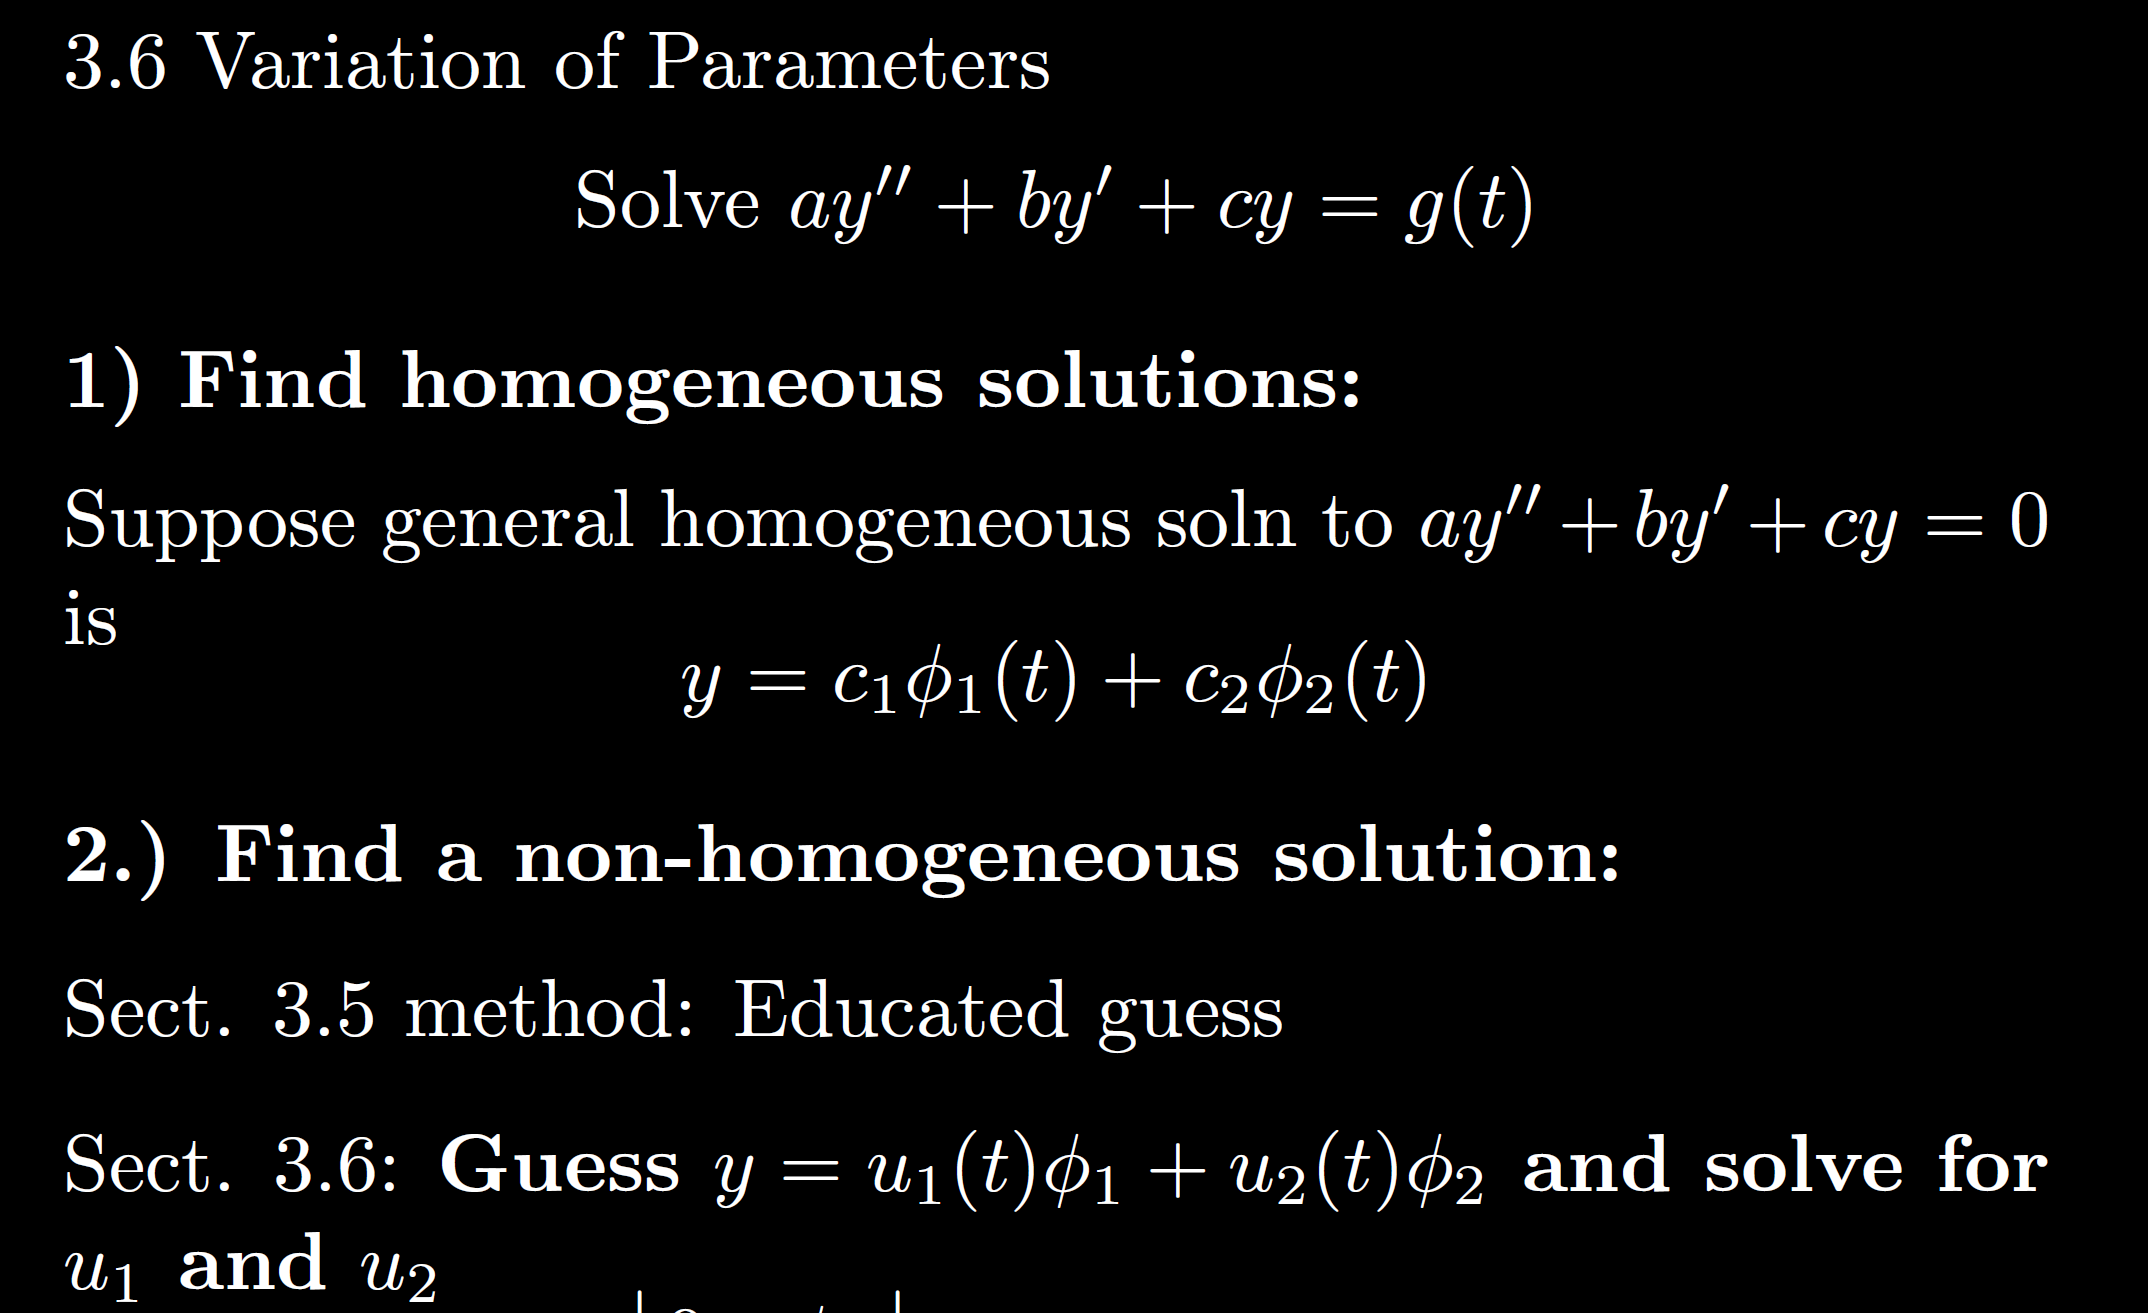 3.6 Variation of Parameters
Solve ay′′ + by′ + cy = g(t)
1) Find homogeneous solutions:
Suppose general homogeneous soln to ay′′ + by′ + cy = 0
is
y = c₁ϕ₁(t) + c₂ϕ₂(t)
2.) Find a non-homogeneous solution:
Sect. 3.5 method: Educated guess
Sect. 3.6: Guess y = u₁(t)ϕ₁ + u₂(t)ϕ₂ and solve for
u₁ and u₂